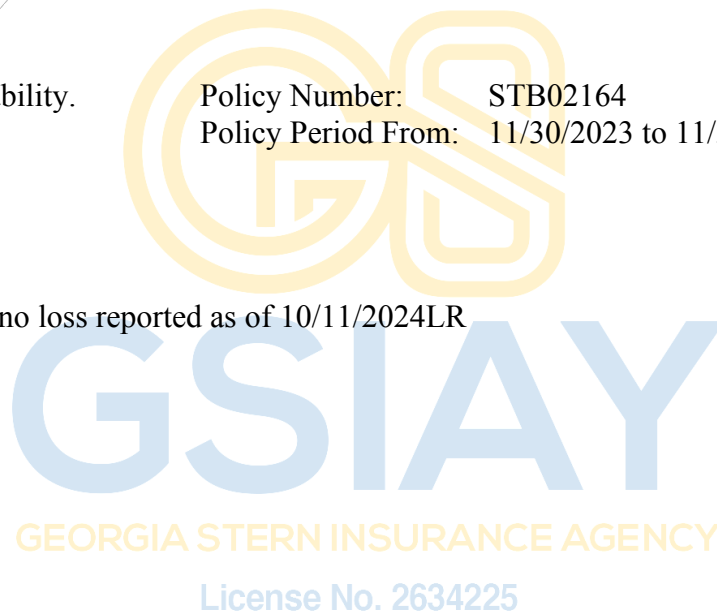 bility. Policy Number: STB02164
Policy Period From: 11/30/2023 to 11/
no loss reported as of 10/11/2024LR
GS
GSIAY
GEORGIA STERN INSURANCE AGENCY
License No. 2634225